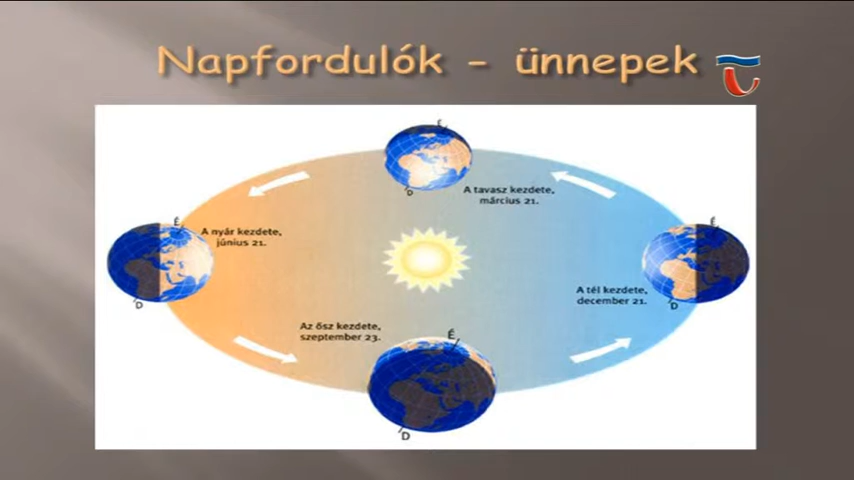 Napfordulók - ünnepek
É
D
A tavasz kezdete,
március 21.
É
A nyár kezdete,
június 21.
D
É
A tél kezdete,
december 21.
D
Az ősz kezdete,
szeptember 23.
É
D